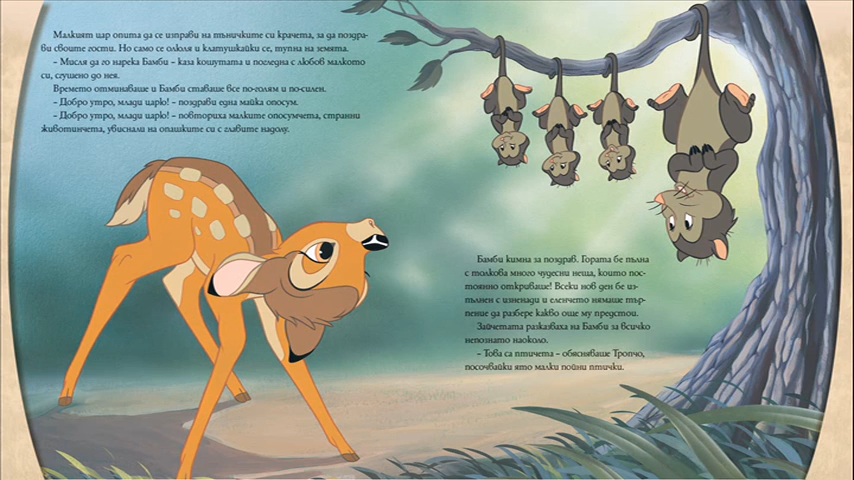 Малкият цар опита да се изправи на тъничките си крачета, за да поздра-
ви своите гости. Но само се олюля и клатушкайки се, тупна на земята.
– Мисля да го нарека Бамби – каза кошутата и погледна с любов малкото
си, сгушено до нея.
Времето отминаваше и Бамби ставаше все по-голям и по-силен.
– Добро утро, млади царю! – поздрави една майка опосум.
– Добро утро, млади царю! – повториха малките опосумчета, странни
животинчета, увиснали на опашките си с главите надолу.
Бамби кимна за поздрав. Гората бе пълна
с толкова много чудесни неща, които пос-
тоянно откриваше! Всеки нов ден бе из-
пълнен с изненади и еленчето нямаше тър-
пение да разбере какво още му предстои.
Зайчетата разказваха на Бамби за всичко
непознато наоколо.
– Това са птичета – обясняваше Тропчо,
посочвайки ято малки пойни птички.